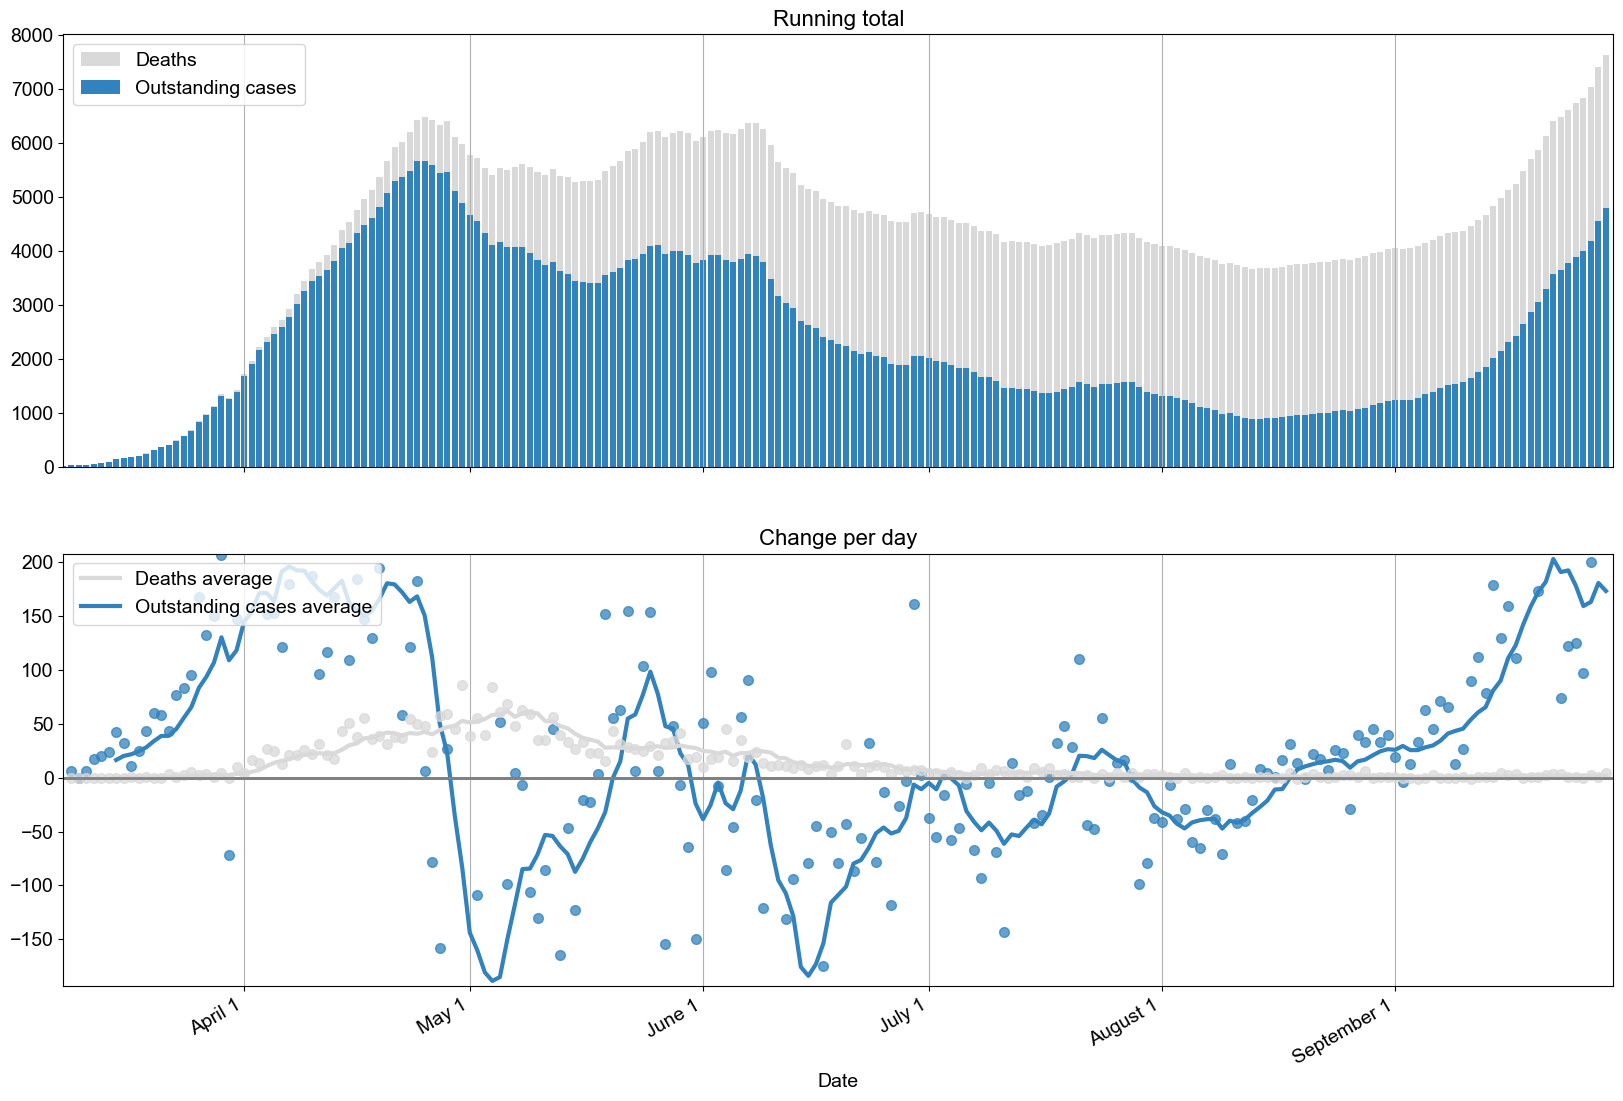 Running total
8000
7000
6000
5000
4000
3000
2000
1000
0
Deaths
Outstanding cases
Change per day
200
150
100
50
0
−50
−100
−150
Deaths average
Outstanding cases average
April 1
May 1
June 1
July 1
August 1
September 1
Date